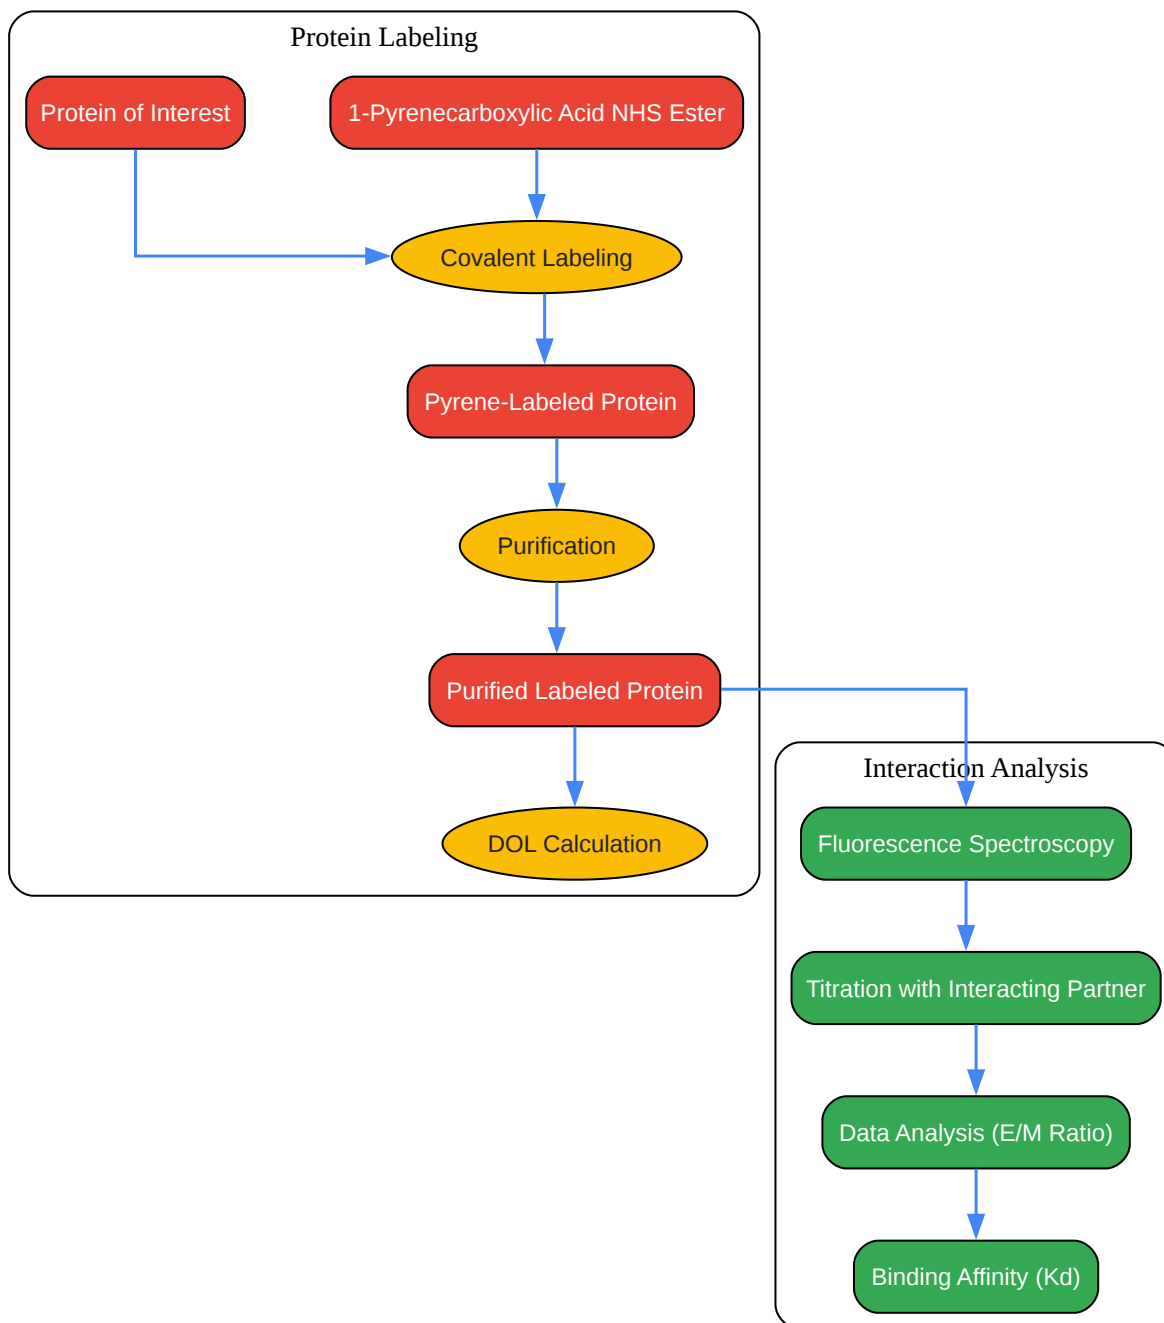 Protein Labeling
Protein of Interest
1-Pyrenecarboxylic Acid NHS Ester
Covalent Labeling
Pyrene-Labeled Protein
Purification
Purified Labeled Protein
DOL Calculation
Interaction Analysis
Fluorescence Spectroscopy
Titration with Interacting Partner
Data Analysis (E/M Ratio)
Binding Affinity (Kd)